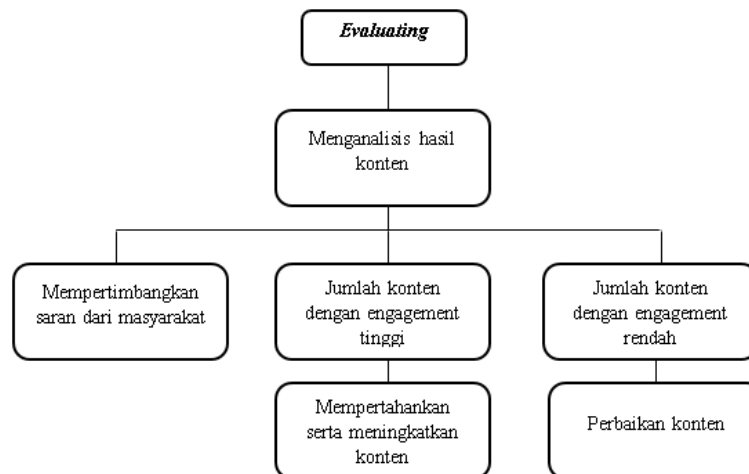 Evaluating
Menganalisis hasil
konten
Mempertimbangkan
saran dari masyarakat
Jumlah konten
dengan engagement
tinggi
Jumlah konten
dengan engagement
rendah
Mempertahankan
serta meningkatkan
konten
Perbaikan konten